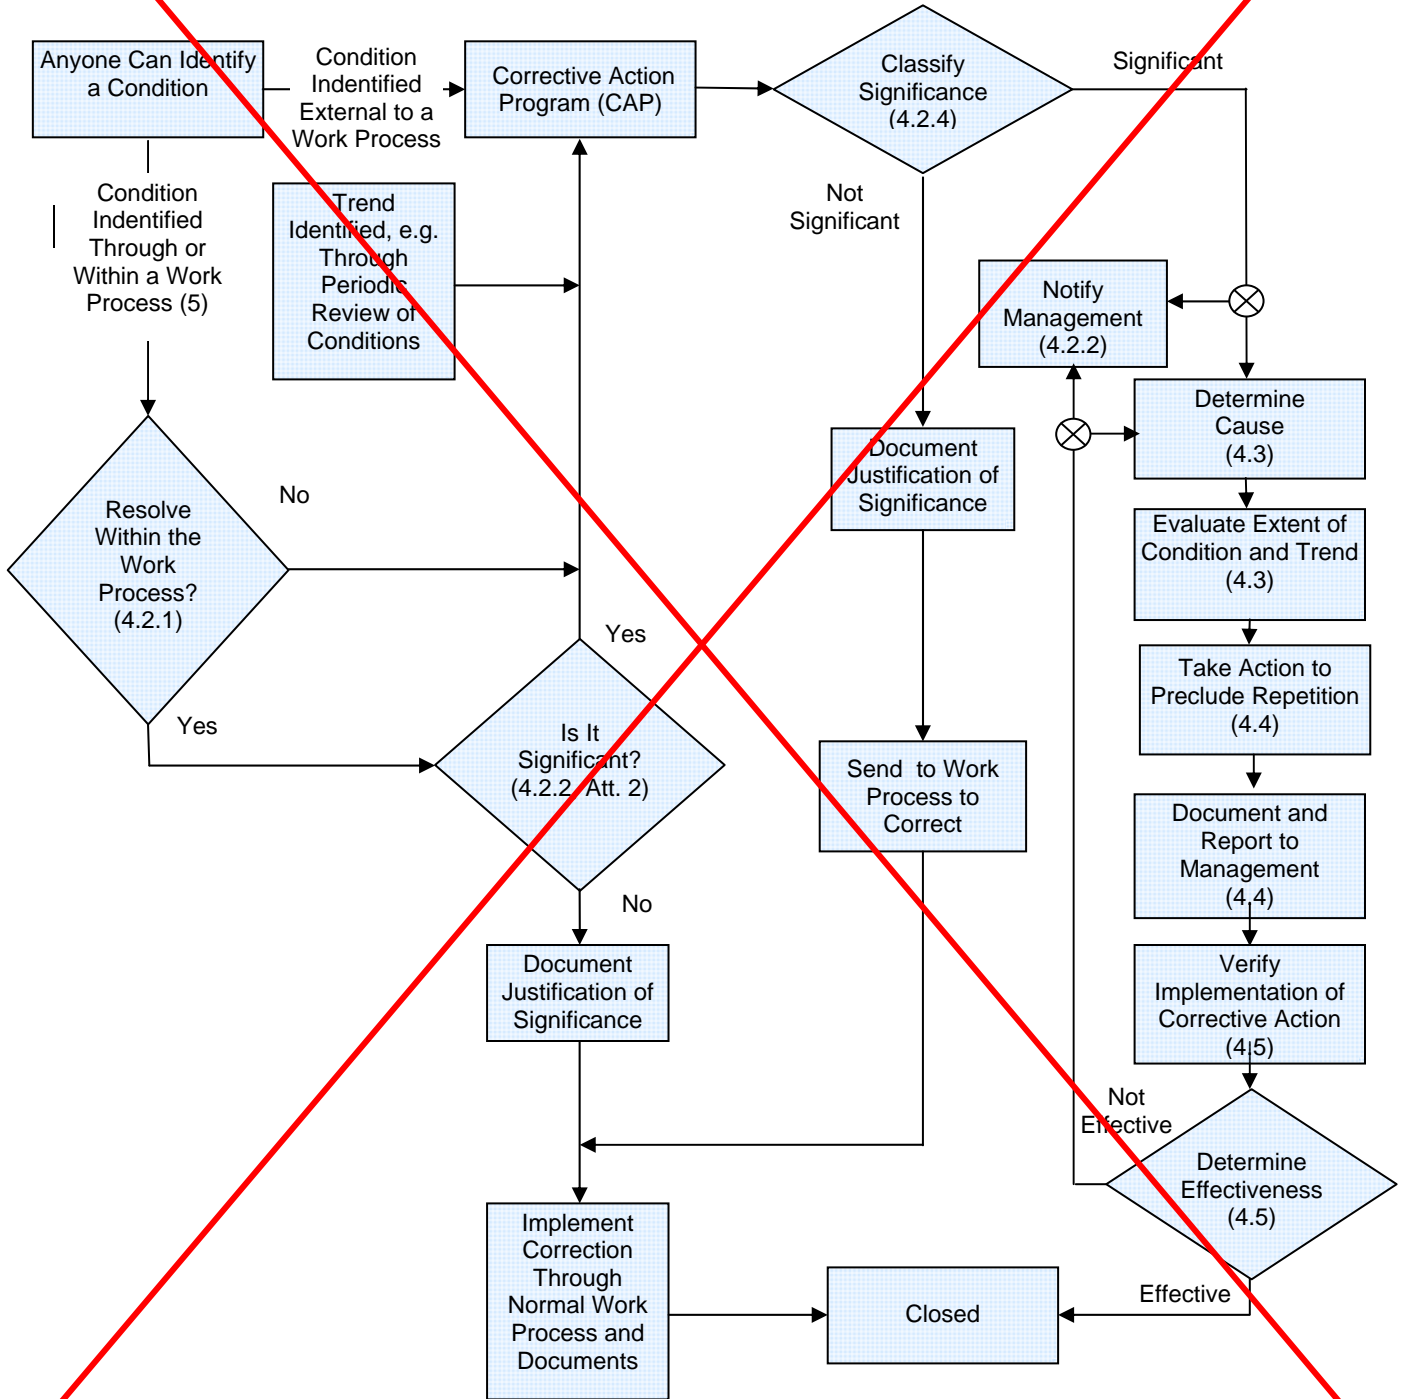 Anyone Can Identify
a Condition
Condition
Indentified
External to a
Work Process
Corrective Action
Program (CAP)
Classify
Significance
(4.2.4)
Significant
Condition
Indentified
Through or
Within a Work
Process (5)
Trend
Identified, e.g.
Through
Periodic
Review of
Conditions
Not
Significant
Notify
Management
(4.2.2)
Determine
Cause
(4.3)
Document
Justification of
Significance
Resolve
Within the
Work
Process?
(4.2.1)
No
Evaluate Extent of
Condition and Trend
(4.3)
Yes
Take Action to
Preclude Repetition
(4.4)
Yes
Is It
Significant?
(4.2.2, Att. 2)
Send to Work
Process to
Correct
Document and
Report to
Management
(4.4)
No
Document
Justification of
Significance
Verify
Implementation of
Corrective Action
(4.5)
Not
Effective
Determine
Effectiveness
(4.5)
Implement
Correction
Through
Normal Work
Process and
Documents
Closed
Effective